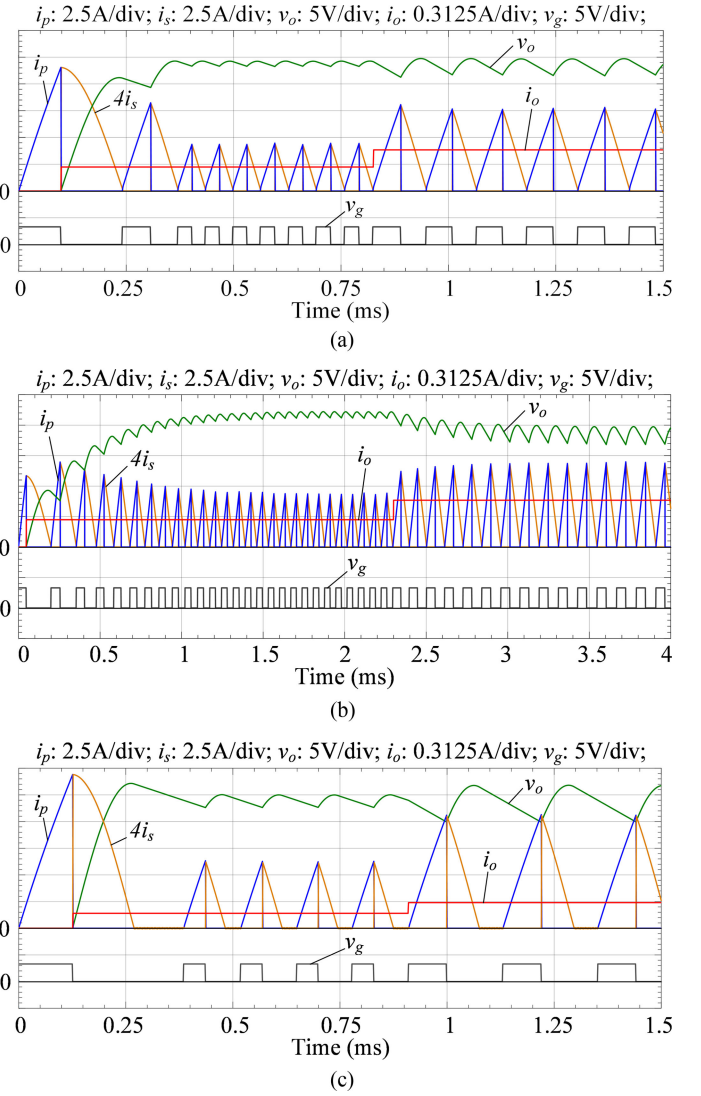 ip: 2.5A/div; is: 2.5A/div; vo: 5V/div; io: 0.3125A/div; vg: 5V/div;
ip
4is
vo
io
0
vg
0
0 0.25 0.5 0.75 1 1.25 1.5
Time (ms)
(a)
ip: 2.5A/div; is: 2.5A/div; vo: 5V/div; io: 0.3125A/div; vg: 5V/div;
ip
4is
io
vo
0
vg
0
0 0.5 1 1.5 2 2.5 3 3.5 4
Time (ms)
(b)
ip: 2.5A/div; is: 2.5A/div; vo: 5V/div; io: 0.3125A/div; vg: 5V/div;
ip
4is
vo
io
0
vg
0
0 0.25 0.5 0.75 1 1.25 1.5
Time (ms)
(c)